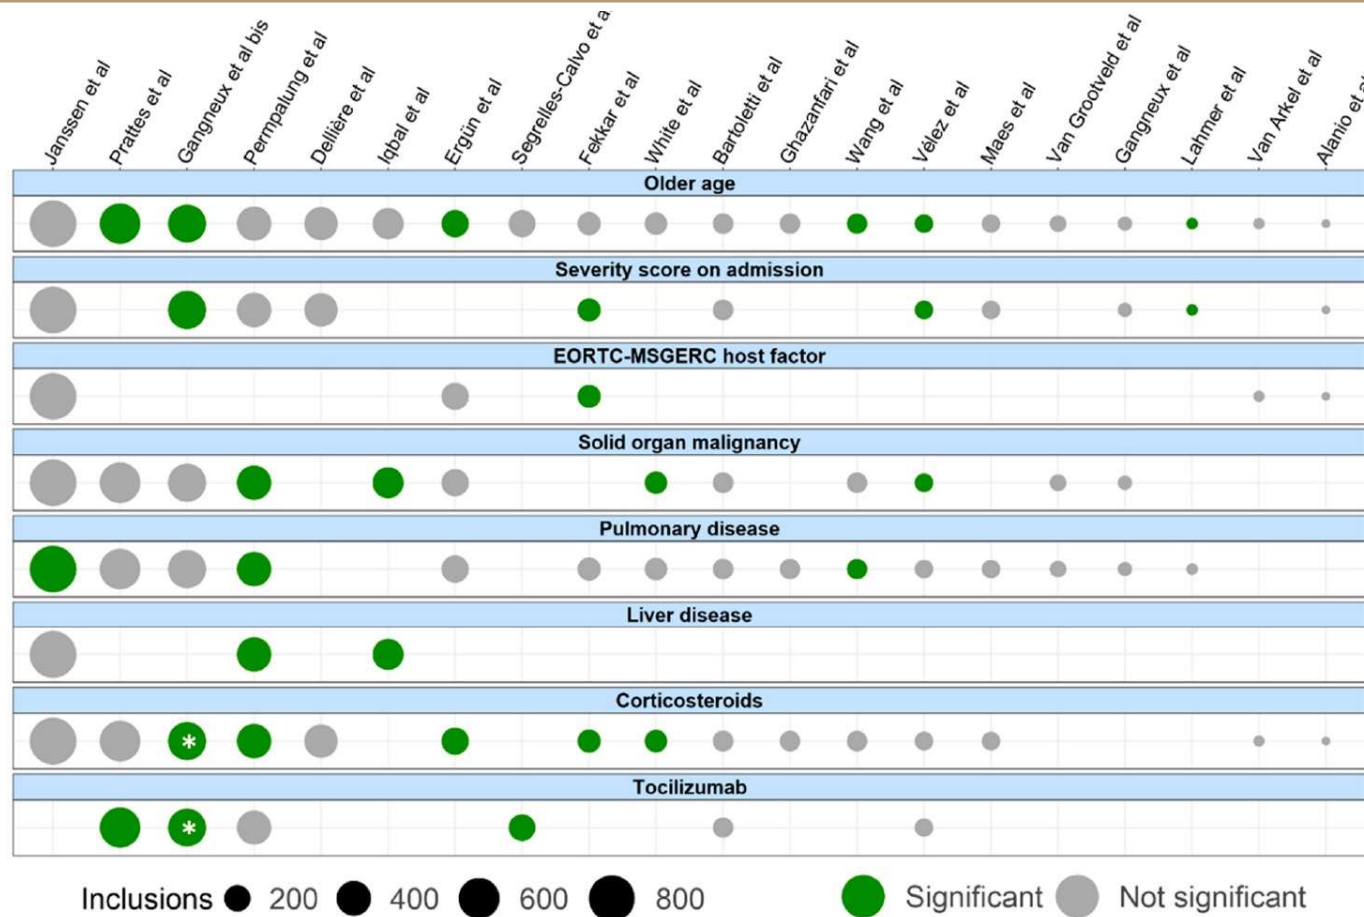 Janssen et al
Prattes et al
Gangneux et al bis
Permpalung et al
Dellière et al
Iqbal et al
Ergün et al
Segrelles-Calvo et a
Fekkar et al
White et al
Bartoletti et al
Ghazanfari et al
Wang et al
Vélez et al
Maes et al
Van Grootveld et al
Gangneux et al
Lahmer et al
Van Arkel et al
Alanio et a
Older age
Severity score on admission
EORTC-MSGERC host factor
Solid organ malignancy
Pulmonary disease
Liver disease
Corticosteroids
*
Tocilizumab
*
Inclusions 200 400 600 800 Significant Not significant